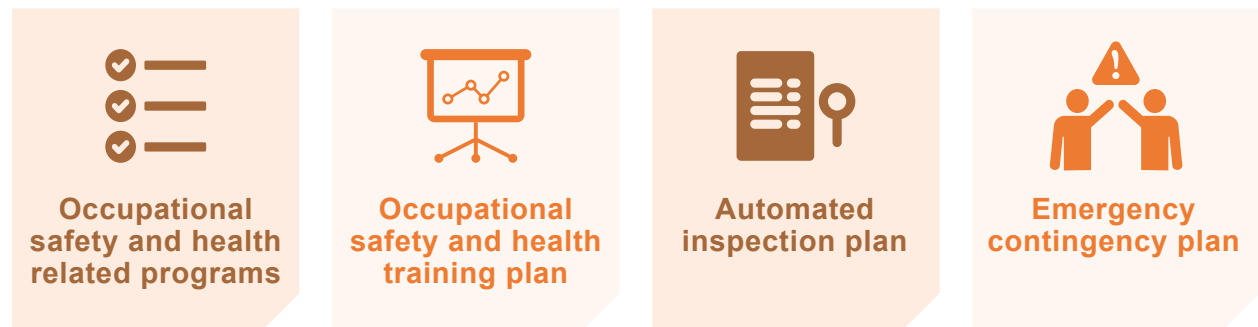 Occupational
safety and health
related programs
Occupational
safety and health
training plan
Automated
inspection plan
Emergency
contingency plan